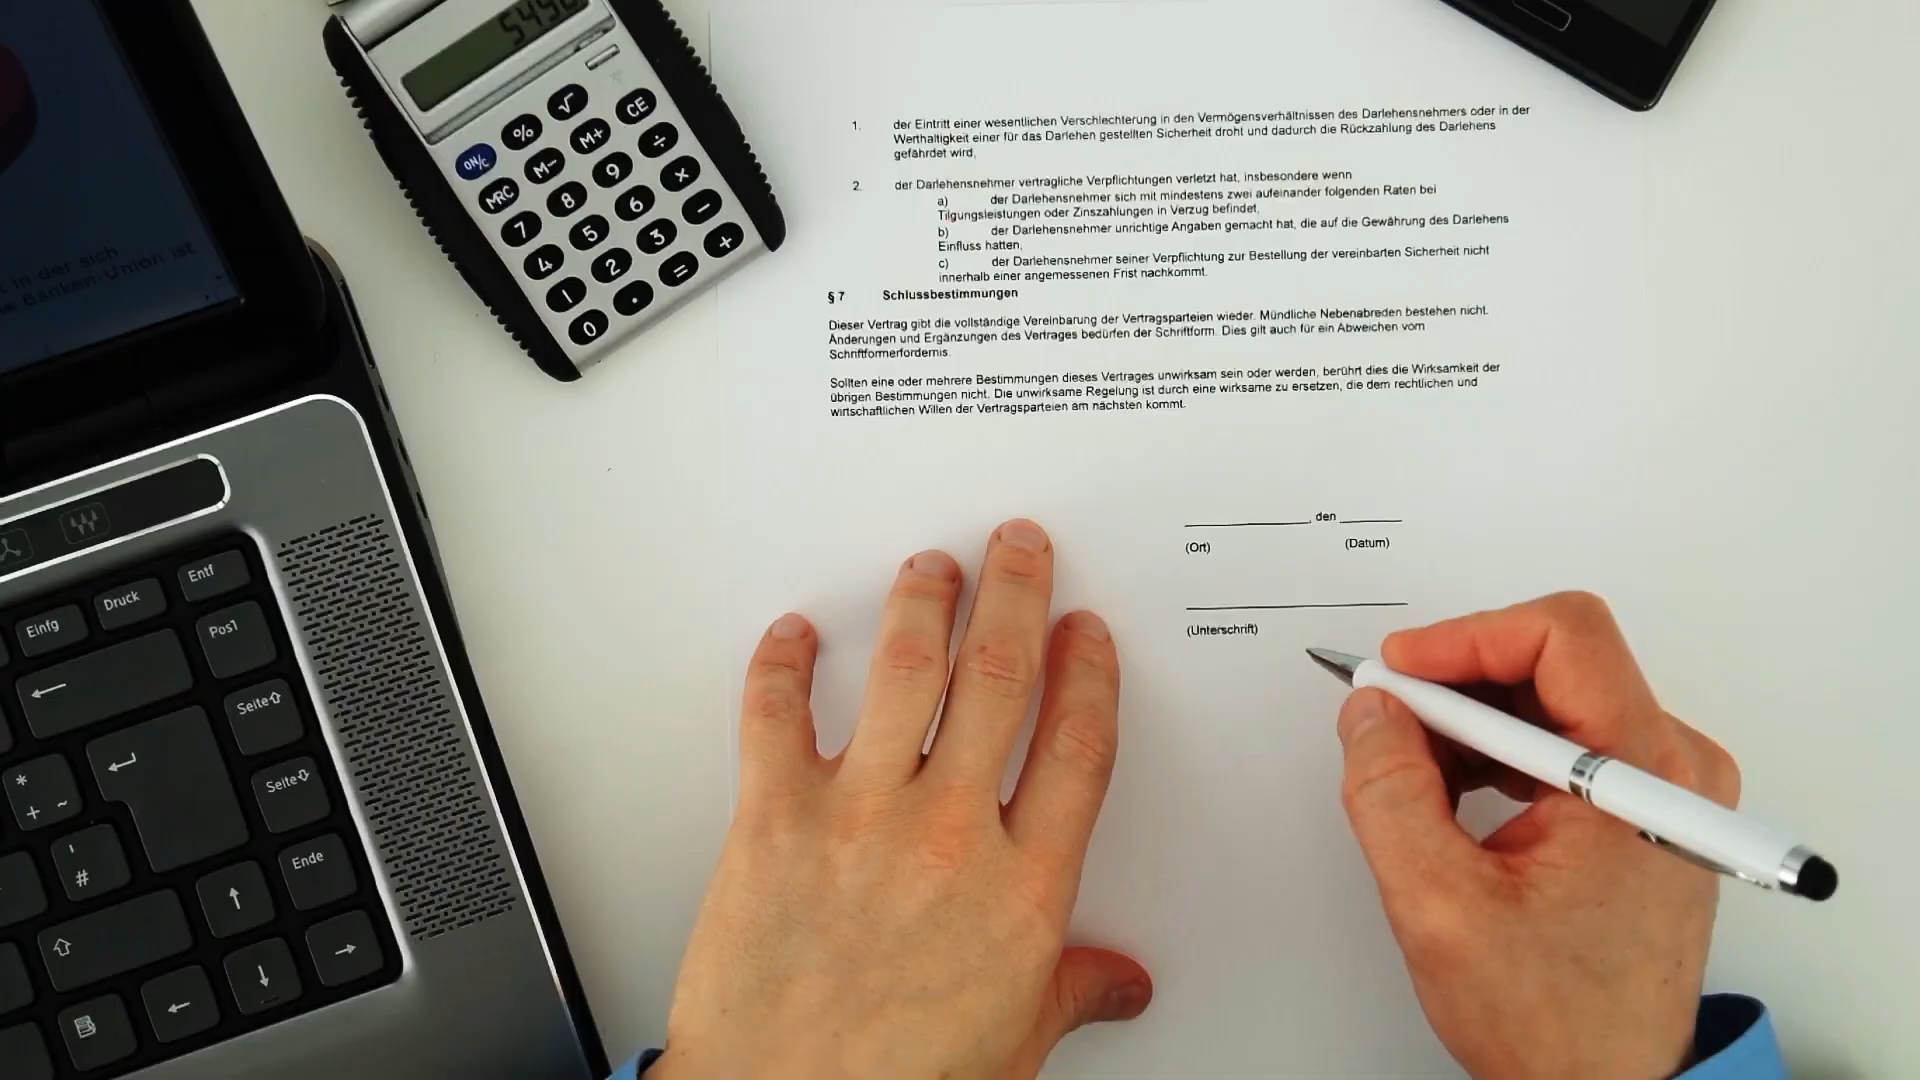 t in der sich
e Banken-Union ist
ON/C % √ CE
MRC M- M+ ÷
7 8 9 ×
4 5 6 −
1 2 3 +
0 . =
1. der Eintritt einer wesentlichen Verschlechterung in den Vermögensverhältnissen des Darlehensnehmers oder in der
Werthaltigkeit einer für das Darlehen gestellten Sicherheit droht und dadurch die Rückzahlung des Darlehens
gefährdet wird,
2. der Darlehensnehmer vertragliche Verpflichtungen verletzt hat, insbesondere wenn
a) der Darlehensnehmer sich mit mindestens zwei aufeinander folgenden Raten bei
Tilgungsleistungen oder Zinszahlungen in Verzug befindet,
b) der Darlehensnehmer unrichtige Angaben gemacht hat, die auf die Gewährung des Darlehens
Einfluss hatten,
c) der Darlehensnehmer seiner Verpflichtung zur Bestellung der vereinbarten Sicherheit nicht
innerhalb einer angemessenen Frist nachkommt.
§ 7 Schlussbestimmungen
Dieser Vertrag gibt die vollständige Vereinbarung der Vertragsparteien wieder. Mündliche Nebenabreden bestehen nicht.
Änderungen und Ergänzungen des Vertrages bedürfen der Schriftform. Dies gilt auch für ein Abweichen vom
Schriftformerfordernis.
Sollten eine oder mehrere Bestimmungen dieses Vertrages unwirksam sein oder werden, berührt dies die Wirksamkeit der
übrigen Bestimmungen nicht. Die unwirksame Regelung ist durch eine wirksame zu ersetzen, die dem rechtlichen und
wirtschaftlichen Willen der Vertragsparteien am nächsten kommt.
, den
(Ort) (Datum)
(Unterschrift)
Einfg Druck Entf
Pos1
Seite⇧
Seite⇩
* + ~
' #
Ende